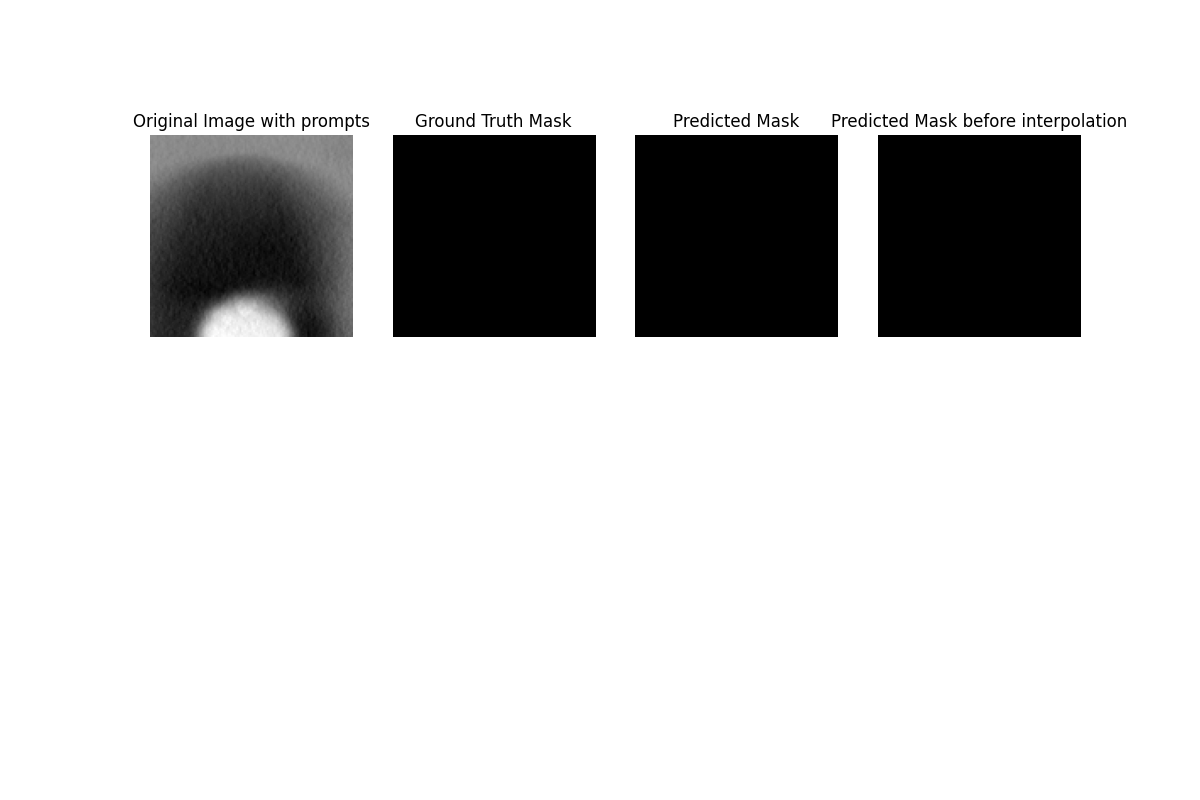 Original Image with prompts
Ground Truth Mask
Predicted Mask
Predicted Mask before interpolation